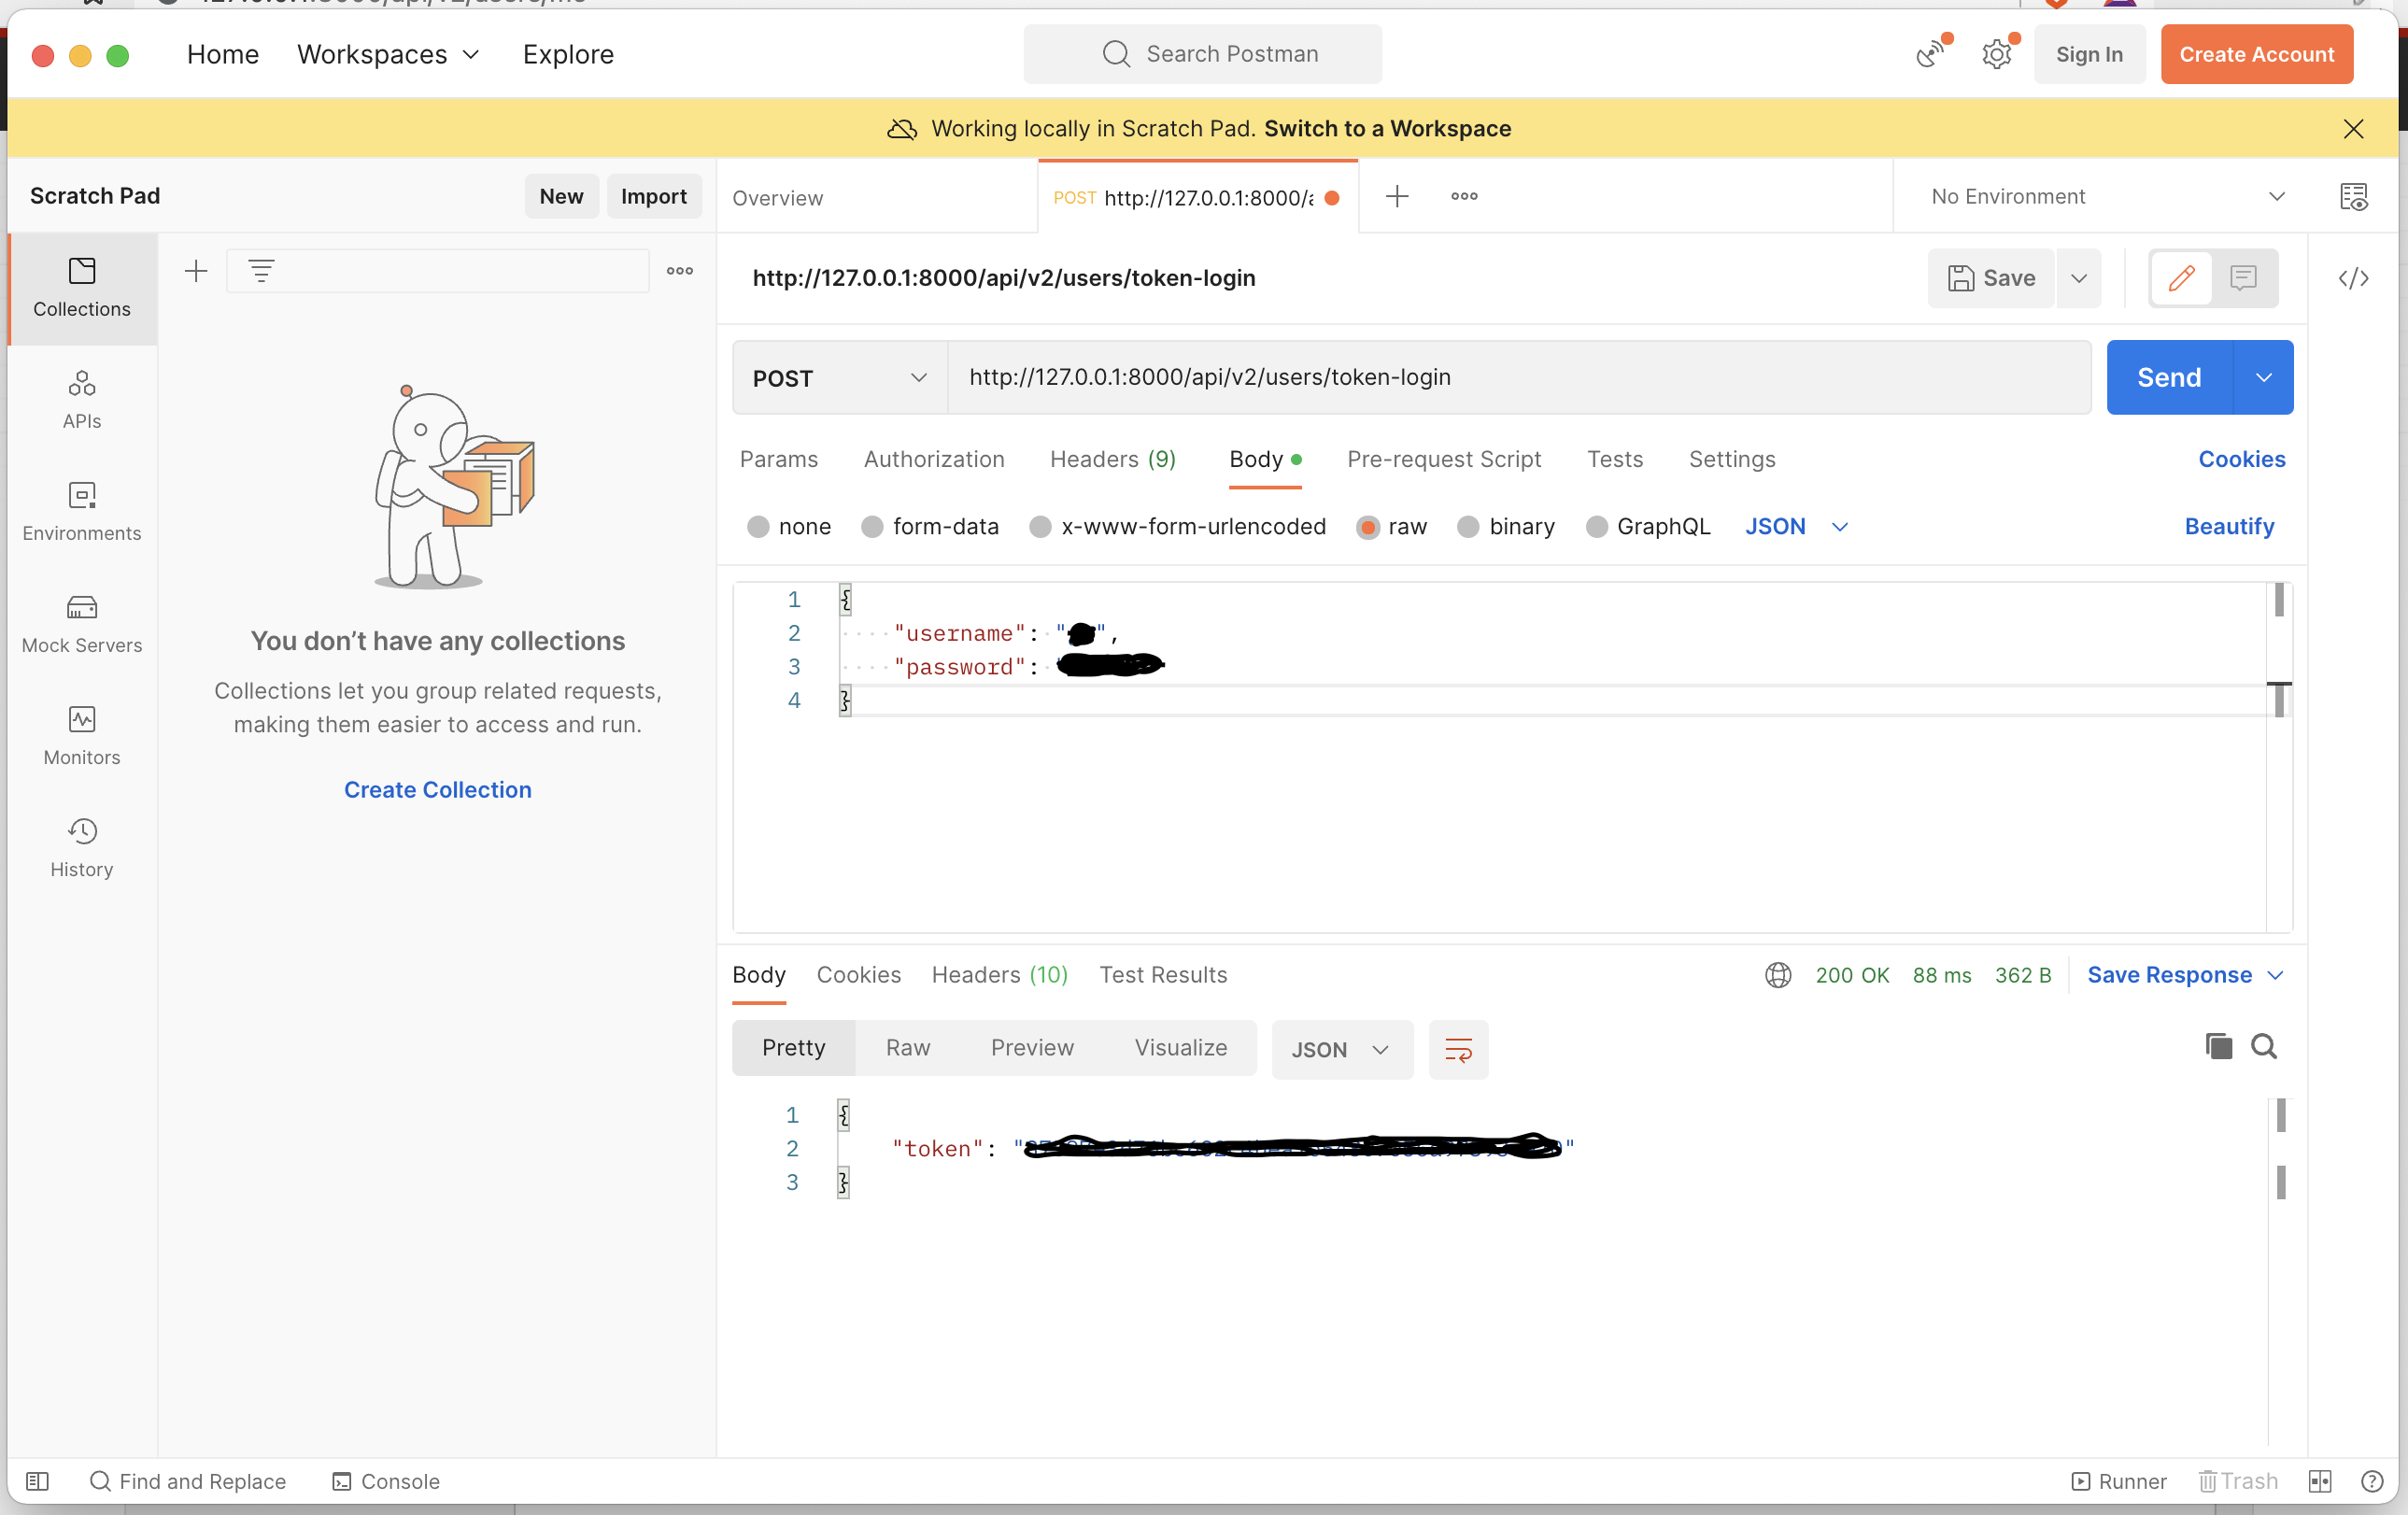 Home Workspaces Explore Search Postman Sign In Create Account
Working locally in Scratch Pad. Switch to a Workspace
Scratch Pad New Import
Overview POST http://127.0.0.1:8000/a No Environment
Collections
APIs
Environments
Mock Servers
Monitors
History
You don’t have any collections
Collections let you group related requests,
making them easier to access and run.
Create Collection
http://127.0.0.1:8000/api/v2/users/token-login
Save
POST http://127.0.0.1:8000/api/v2/users/token-login Send
Params Authorization Headers (9) Body Pre-request Script Tests Settings Cookies
none form-data x-www-form-urlencoded raw binary GraphQL JSON Beautify
1 {
2 "username": "",
3 "password":
4 }
Body Cookies Headers (10) Test Results 200 OK 88 ms 362 B Save Response
Pretty Raw Preview Visualize JSON
1 {
2 "token": ""
3 }
Find and Replace Console Runner Trash